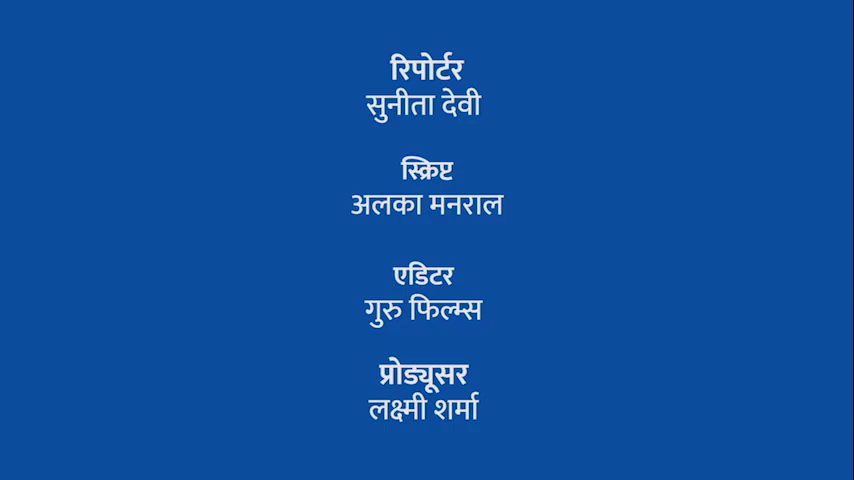 रिपोर्टर
सुनीता देवी
स्क्रिप्ट
अलका मनराल
एडिटर
गुरु फिल्म्स
प्रोड्यूसर
लक्ष्मी शर्मा